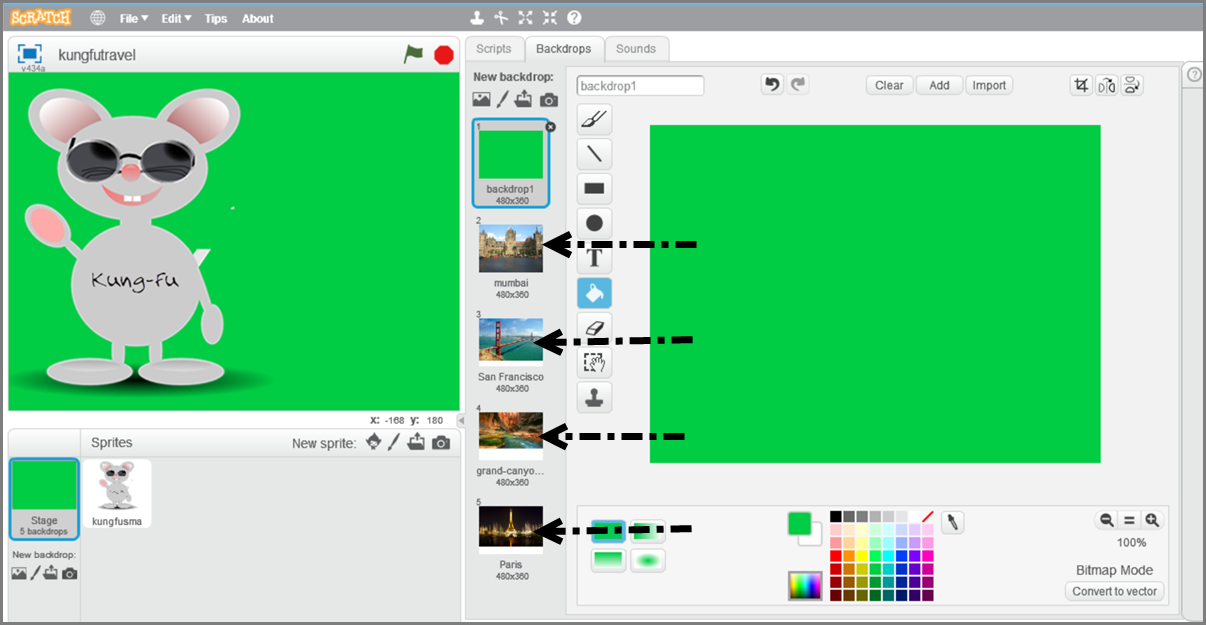 SCRATCH File Edit Tips About
kungfutravel
v434a
Kung-Fu
x: -168 y: 180
Sprites New sprite:
Stage
5 backdrops
New backdrop:
kungfusma
Scripts Backdrops Sounds
New backdrop:
1
backdrop1
480x360
2
mumbai
480x360
3
San Francisco
480x360
4
grand-canyo...
480x360
5
Paris
480x360
backdrop1
Clear Add Import
T
100%
Bitmap Mode
Convert to vector